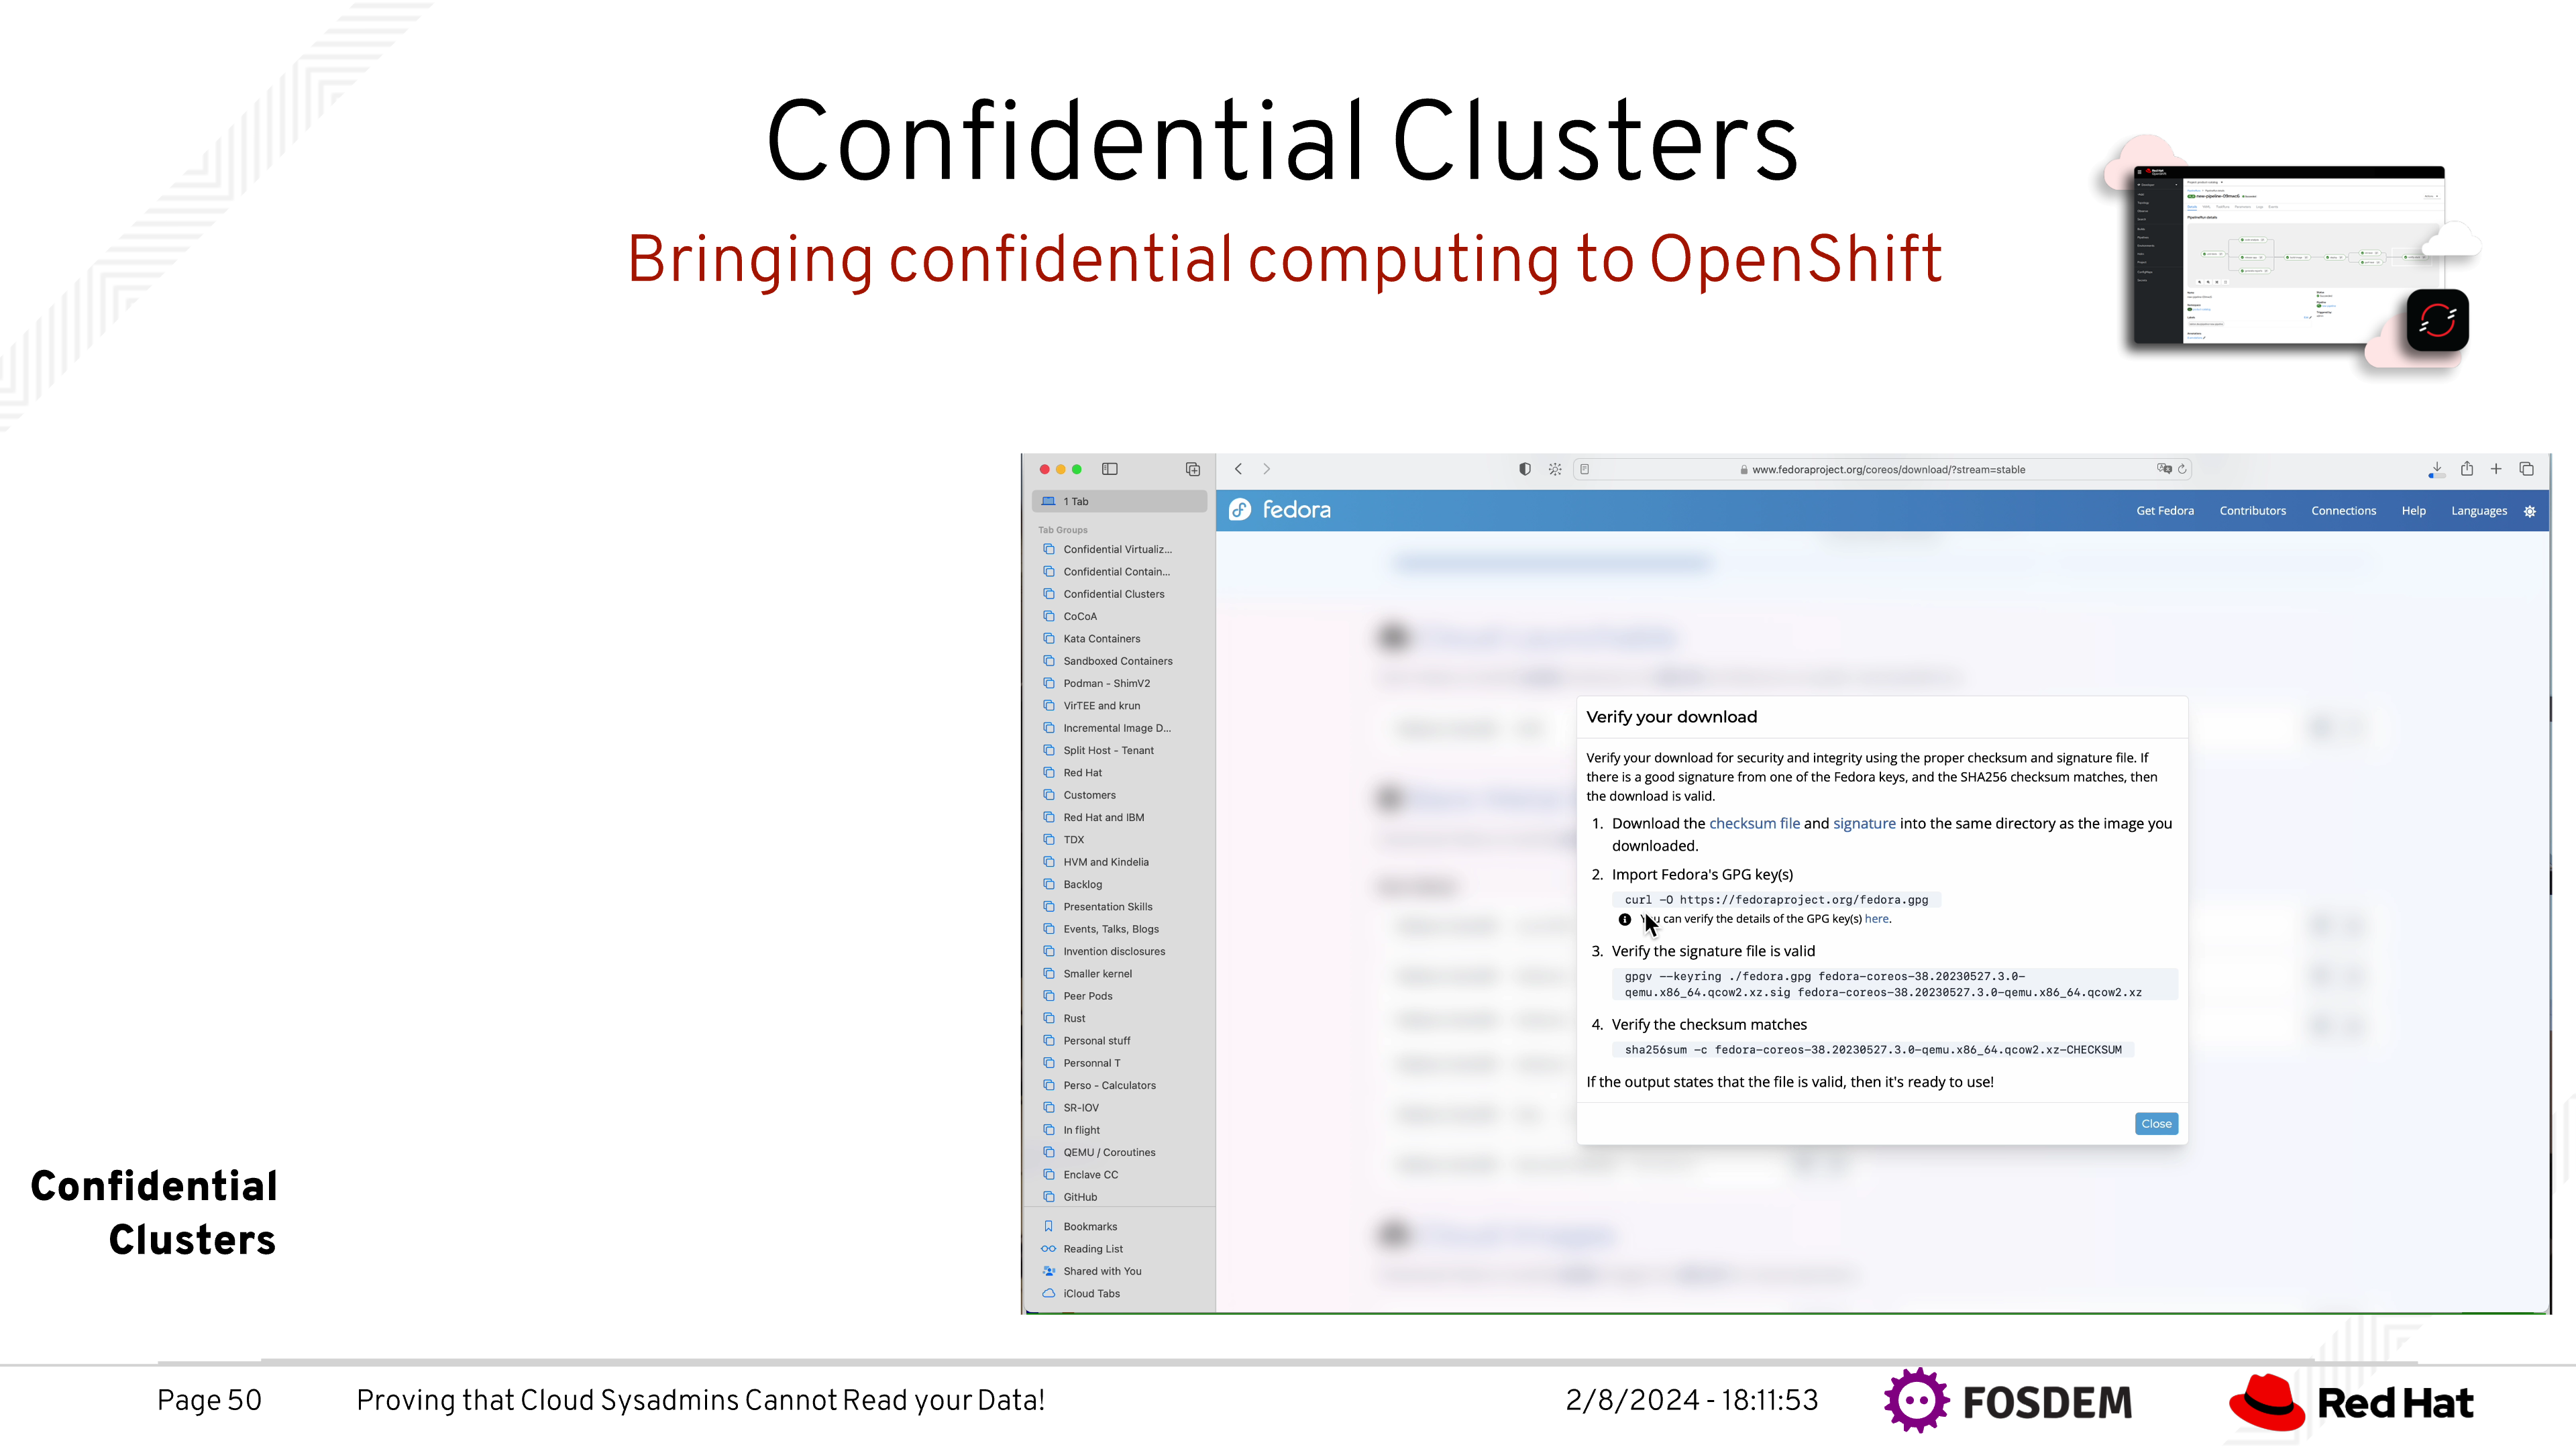 Confidential Clusters
Bringing confidential computing to OpenShift
www.fedoraproject.org/coreos/download/?stream=stable
1 Tab
Tab Groups
Confidential Virtualiz...
Confidential Contain...
Confidential Clusters
CoCoA
Kata Containers
Sandboxed Containers
Podman - ShimV2
VirTEE and krun
Incremental Image D...
Split Host - Tenant
Red Hat
Customers
Red Hat and IBM
TDX
HVM and Kindelia
Backlog
Presentation Skills
Events, Talks, Blogs
Invention disclosures
Smaller kernel
Peer Pods
Rust
Personal stuff
Personnal T
Perso - Calculators
SR-IOV
In flight
QEMU / Coroutines
Enclave CC
GitHub
Bookmarks
Reading List
Shared with You
iCloud Tabs
fedora
Get Fedora Contributors Connections Help Languages
Verify your download
Verify your download for security and integrity using the proper checksum and signature file. If
there is a good signature from one of the Fedora keys, and the SHA256 checksum matches, then
the download is valid.
1. Download the checksum file and signature into the same directory as the image you
downloaded.
2. Import Fedora's GPG key(s)
curl -O https://fedoraproject.org/fedora.gpg
You can verify the details of the GPG key(s) here.
3. Verify the signature file is valid
gpgv --keyring ./fedora.gpg fedora-coreos-38.20230527.3.0-
qemu.x86_64.qcow2.xz.sig fedora-coreos-38.20230527.3.0-qemu.x86_64.qcow2.xz
4. Verify the checksum matches
sha256sum -c fedora-coreos-38.20230527.3.0-qemu.x86_64.qcow2.xz-CHECKSUM
If the output states that the file is valid, then it's ready to use!
Close
Confidential
Clusters
Page 50
Proving that Cloud Sysadmins Cannot Read your Data!
2/8/2024 - 18:11:53
FOSDEM
Red Hat